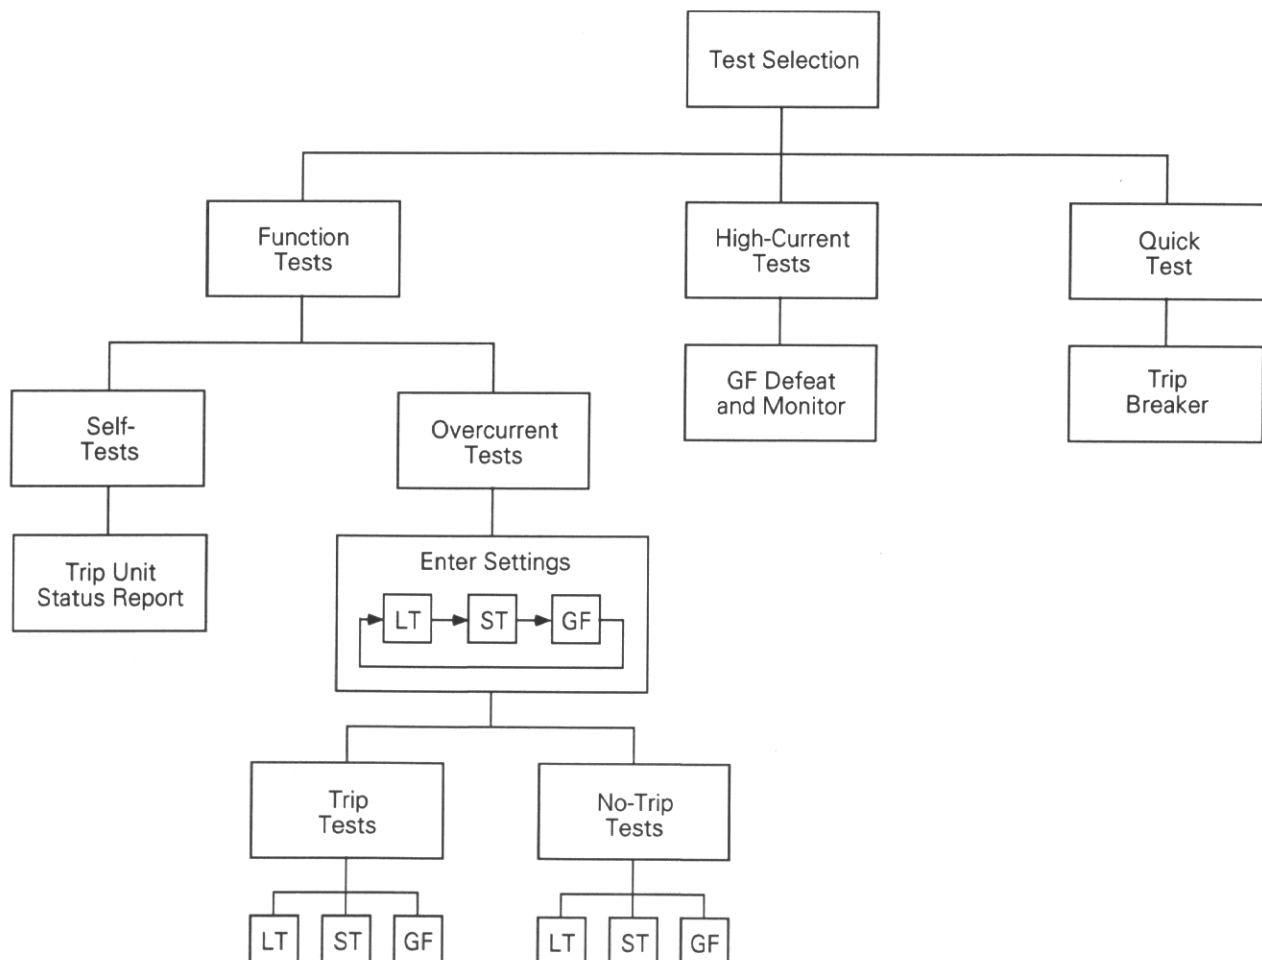 Test Selection
Function
Tests
High-Current
Tests
Quick
Test
Self-
Tests
Overcurrent
Tests
GF Defeat
and Monitor
Trip
Breaker
Trip Unit
Status Report
Enter Settings
LT
ST
GF
Trip
Tests
No-Trip
Tests
LT
ST
GF
LT
ST
GF